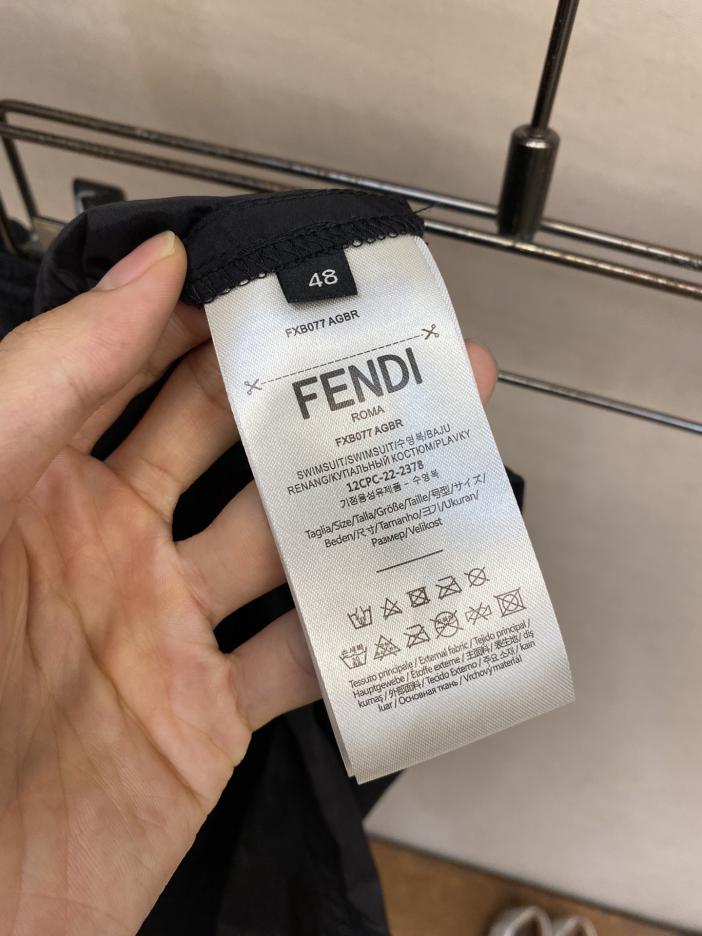 48
FXB077 AGBR
FENDI
ROMA
FXB077 AGBR
SWIMSUIT/SWIMSUIT/수영복/BAJU
RENANG/КУПАЛЬНЫЙ КОСТЮМ/PLAVKY
12CPC-22-2378
기정용섬유제품 - 수영복
Taglia/Size/Talla/Größe/Taille/号型/サイズ/
Beden/尺寸/Tamanho/크기/Ukuran/
Размер/Velikost
손세탁
Tessuto principale / External fabric / Tejido principal /
Hauptgewebe / Etoffe externe / 主面料 / 表生地 / dış
kumaş / 外部面料 / Tecido Externo / 주요 소재 / kain
luar / Основная ткань / Vrchový materiál